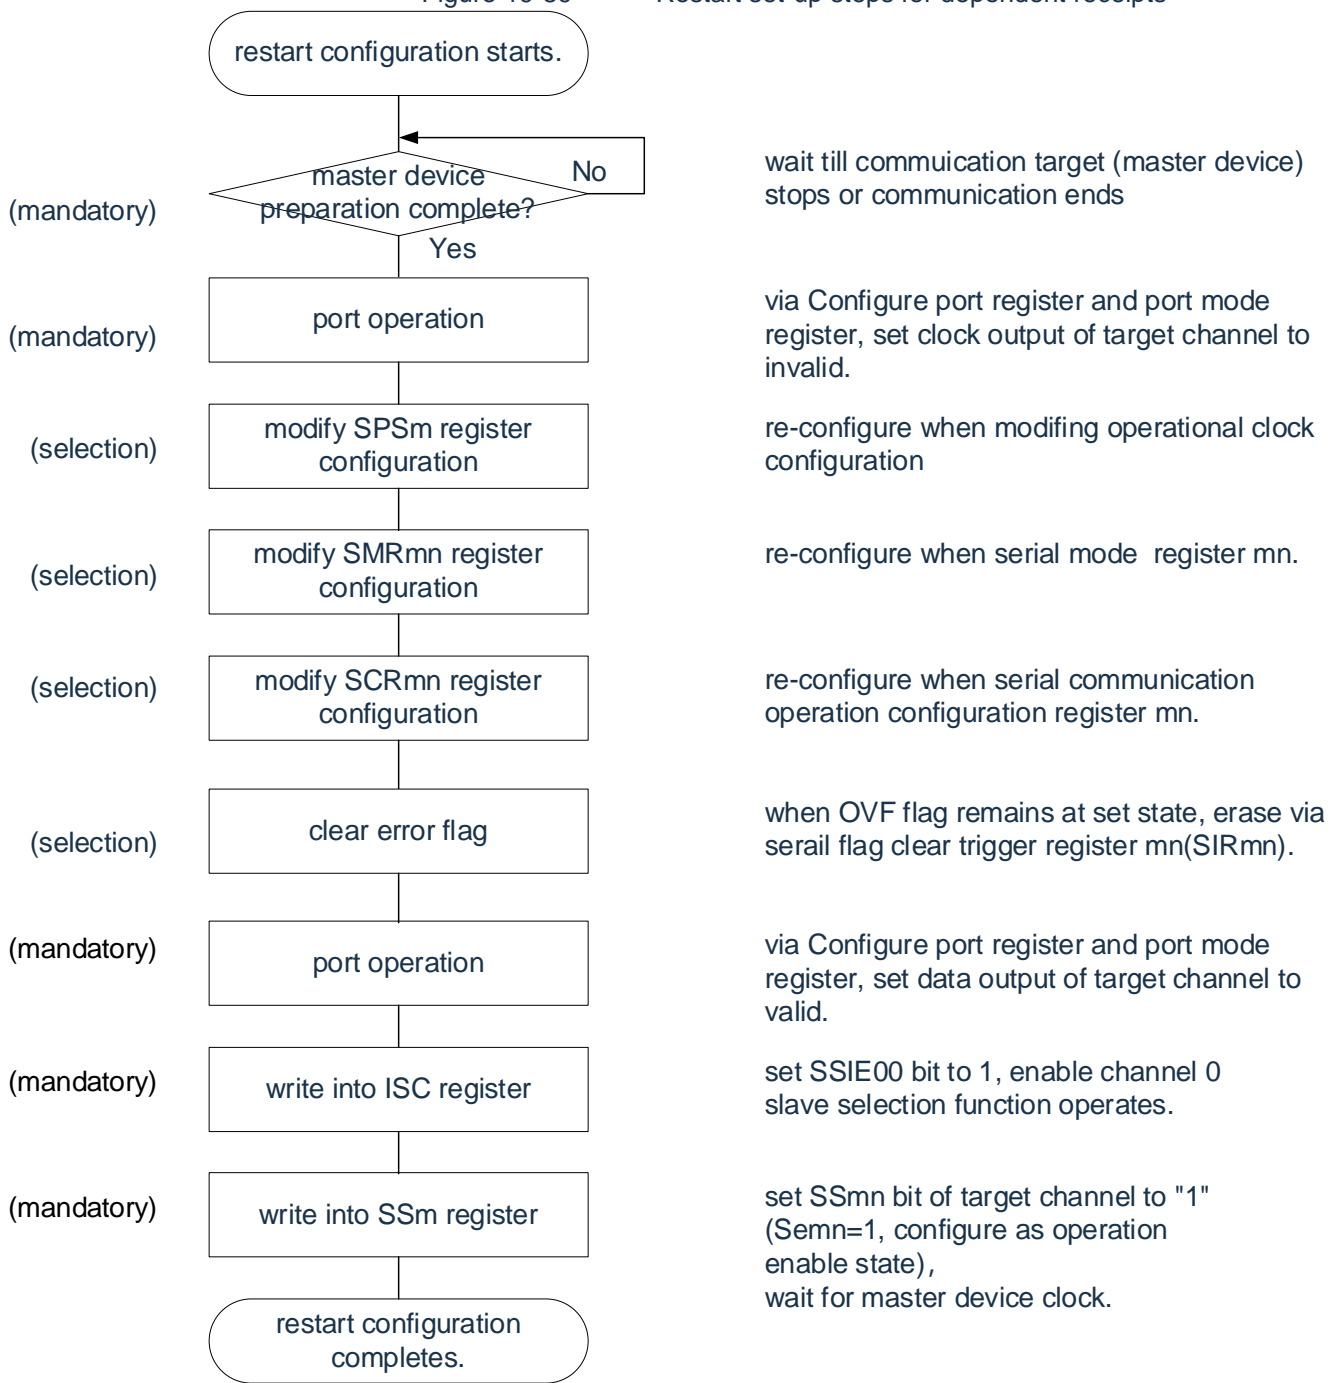 Restart set-up steps for dependent receipts
restart configuration starts.
No
master device
preparation complete?
(mandatory)
wait till commuication target (master device)
stops or communication ends
Yes
port operation
(mandatory)
via Configure port register and port mode
register, set clock output of target channel to
invalid.
modify SPSm register
configuration
(selection)
re-configure when modifing operational clock
configuration
modify SMRmn register
configuration
(selection)
re-configure when serial mode register mn.
modify SCRmn register
configuration
(selection)
re-configure when serial communication
operation configuration register mn.
clear error flag
(selection)
when OVF flag remains at set state, erase via
serail flag clear trigger register mn(SIRmn).
(mandatory)
port operation
via Configure port register and port mode
register, set data output of target channel to
valid.
(mandatory)
write into ISC register
set SSIE00 bit to 1, enable channel 0
slave selection function operates.
(mandatory)
write into SSm register
set SSmn bit of target channel to "1"
(Semn=1, configure as operation
enable state),
wait for master device clock.
restart configuration
completes.